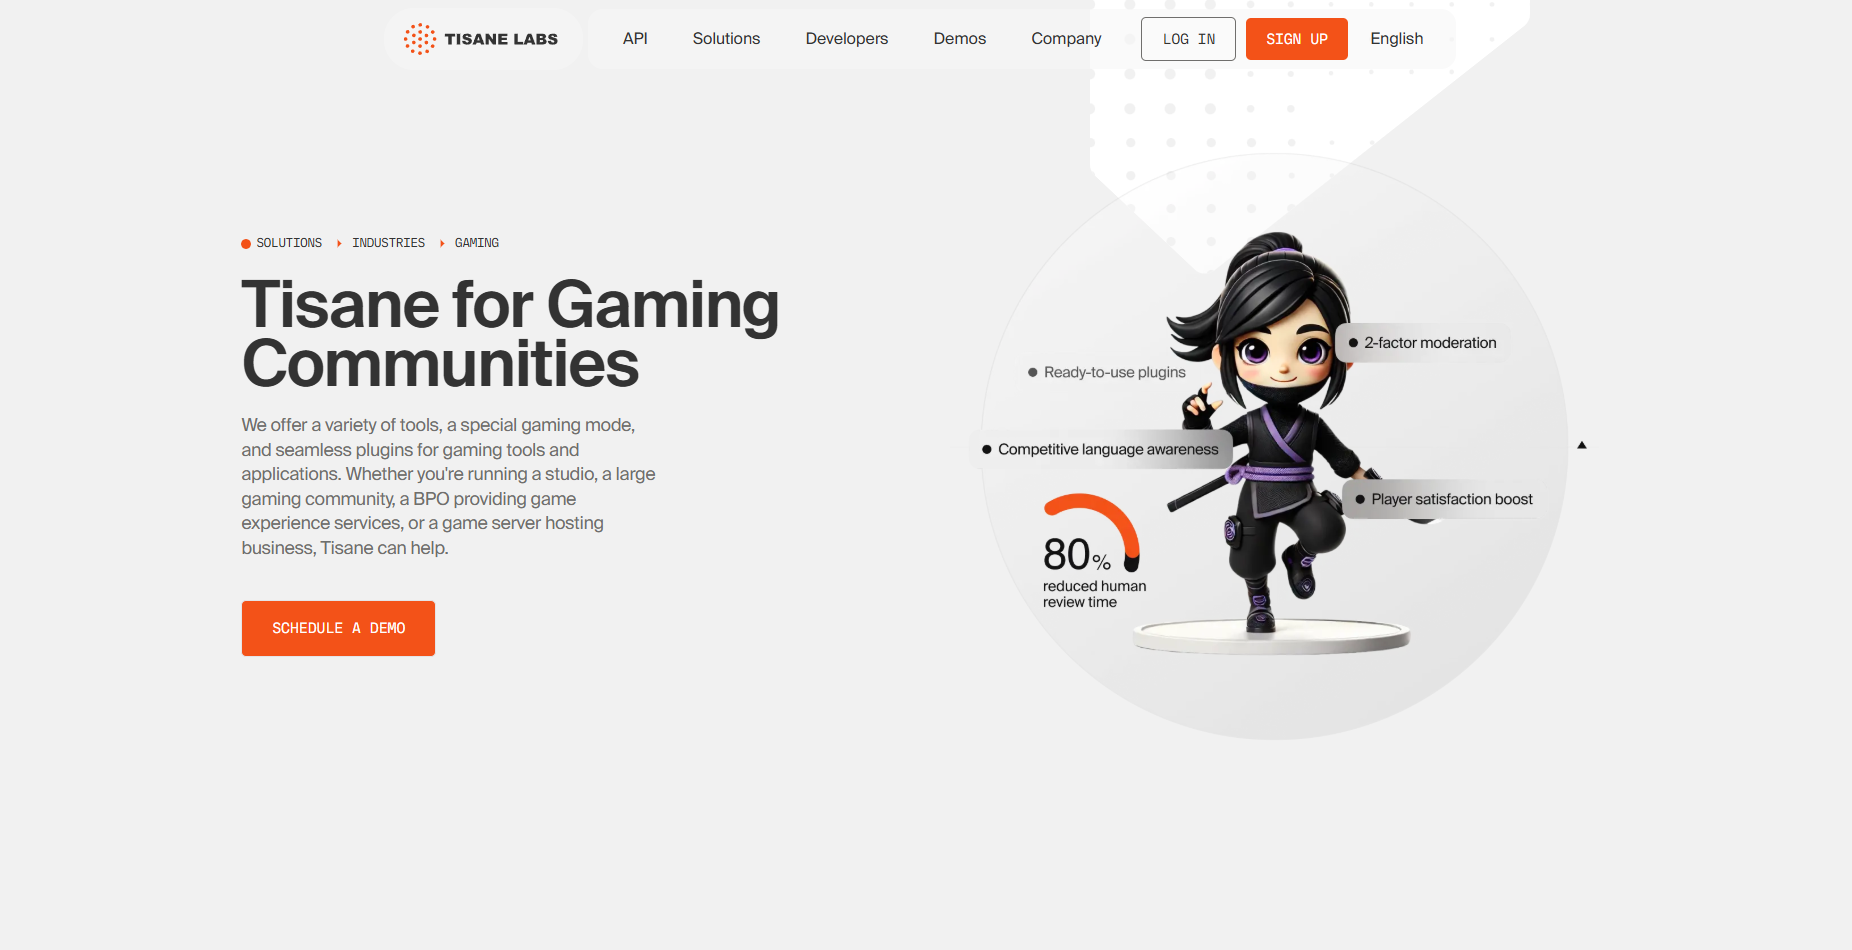 TISANE LABS
API
Solutions
Developers
Demos
Company
LOG IN
SIGN UP
English
SOLUTIONS
INDUSTRIES
GAMING
Tisane for Gaming
Communities
We offer a variety of tools, a special gaming mode,
and seamless plugins for gaming tools and
applications. Whether you're running a studio, a large
gaming community, a BPO providing game
experience services, or a game server hosting
business, Tisane can help.
SCHEDULE A DEMO
2-factor moderation
Ready-to-use plugins
Competitive language awareness
Player satisfaction boost
80%
reduced human
review time